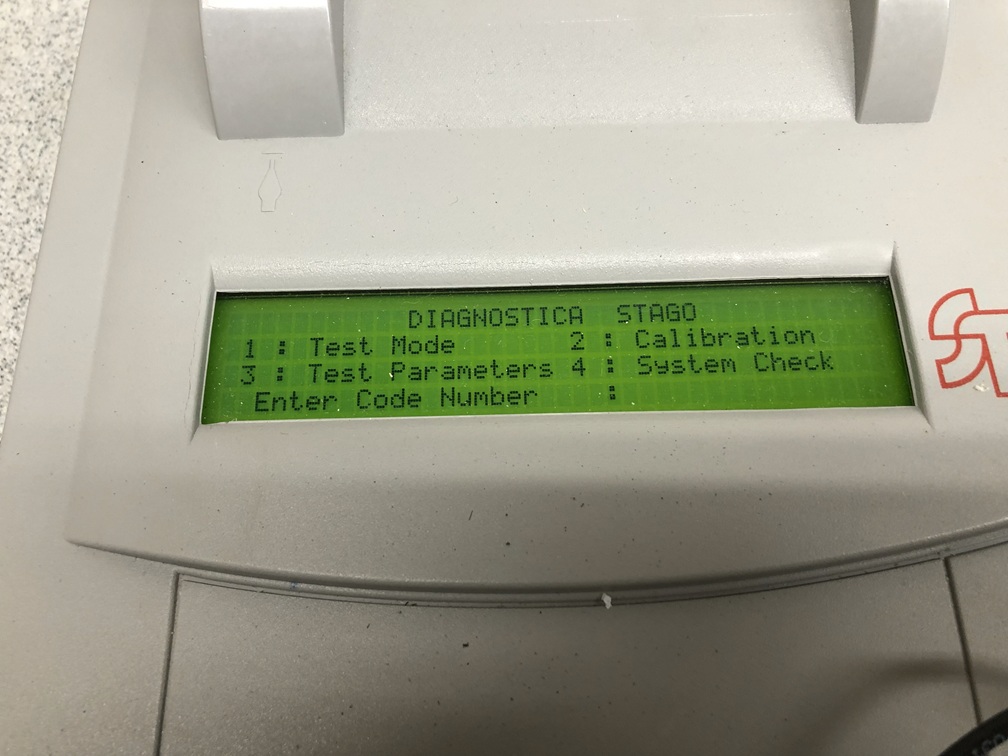 DIAGNOSTICA STAGO
1 : Test Mode 2 : Calibration
3 : Test Parameters 4 : System Check
Enter Code Number :